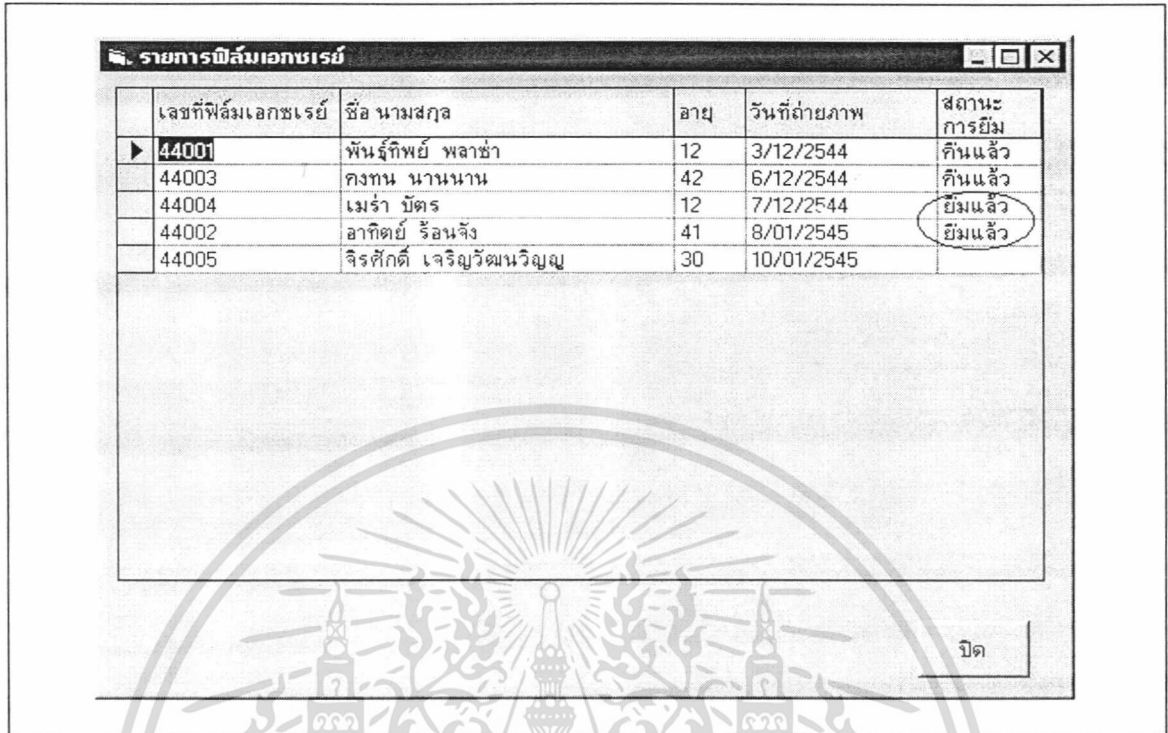 รายการฟิล์มเอกซเรย์
เลขที่ฟิล์มเอกซเรย์ ชื่อ นามสกุล อายุ วันที่ถ่ายภาพ สถานะการยืม
44001 พันธุ์ทิพย์ พลาซ่า 12 3/12/2544 คืนแล้ว
44003 คงทน นานนาน 42 6/12/2544 คืนแล้ว
44004 เมร่า บัตร 12 7/12/2544 ยืมแล้ว
44002 อาทิตย์ ร้อนจัง 41 8/01/2545 ยืมแล้ว
44005 จิรศักดิ์ เจริญวัฒนวิญญู 30 10/01/2545
ปิด